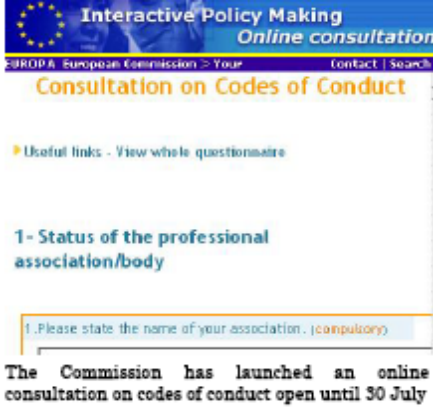 Interactive Policy Making
Online consultation
EUROPA European Commission > Your Contact | Search
Consultation on Codes of Conduct
Useful links - View whole questionnaire
1- Status of the professional
association/body
1.Please state the name of your association. (compulsory)
The Commission has launched an online
consultation on codes of conduct open until 30 July